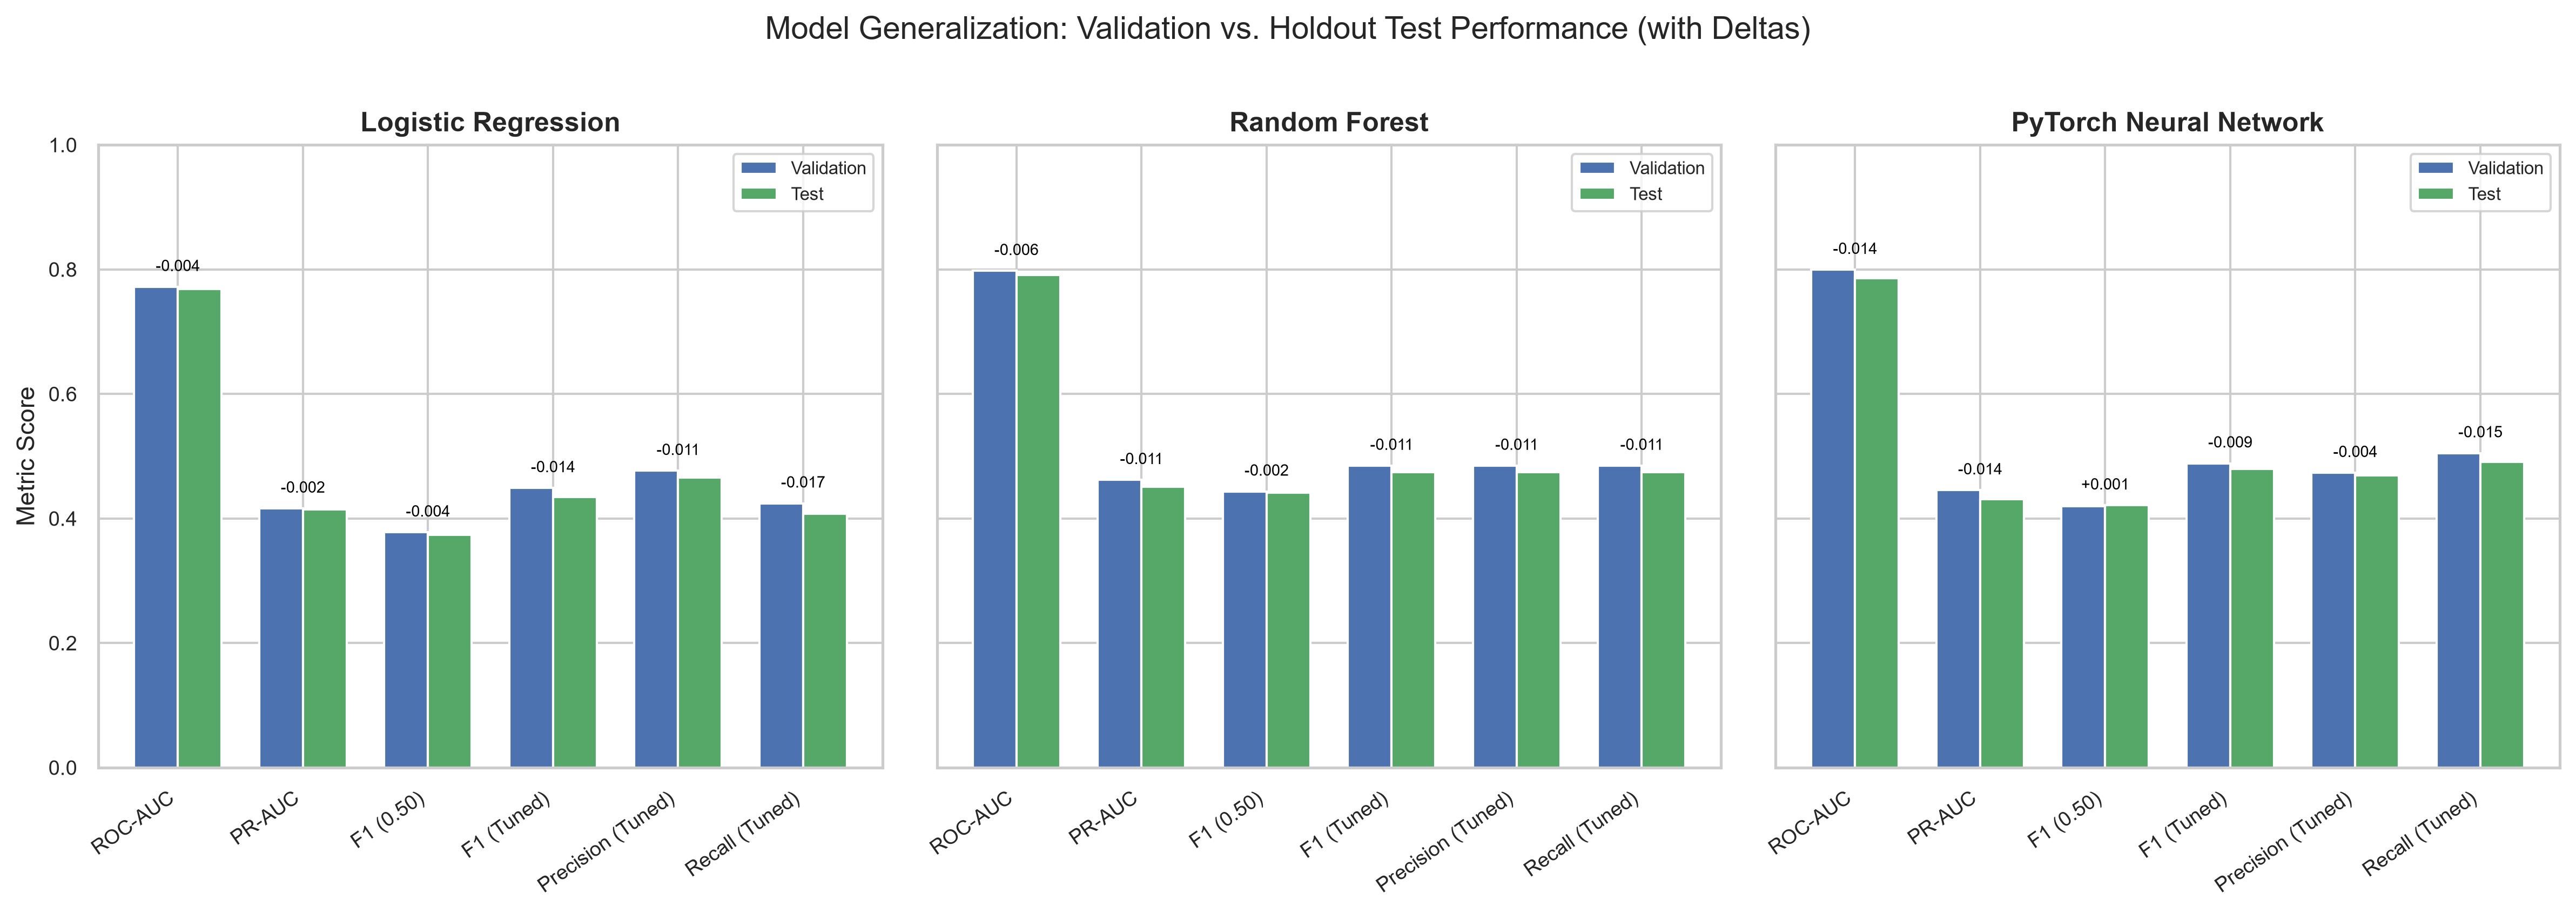 Model Generalization: Validation vs. Holdout Test Performance (with Deltas)
Logistic Regression
Validation
Test
Metric Score
1.0
0.8
0.6
0.4
0.2
0.0
-0.004
-0.002
-0.004
-0.014
-0.011
-0.017
ROC-AUC
PR-AUC
F1 (0.50)
F1 (Tuned)
Precision (Tuned)
Recall (Tuned)
Random Forest
Validation
Test
-0.006
-0.011
-0.002
-0.011
-0.011
-0.011
ROC-AUC
PR-AUC
F1 (0.50)
F1 (Tuned)
Precision (Tuned)
Recall (Tuned)
PyTorch Neural Network
Validation
Test
-0.014
-0.014
+0.001
-0.009
-0.004
-0.015
ROC-AUC
PR-AUC
F1 (0.50)
F1 (Tuned)
Precision (Tuned)
Recall (Tuned)